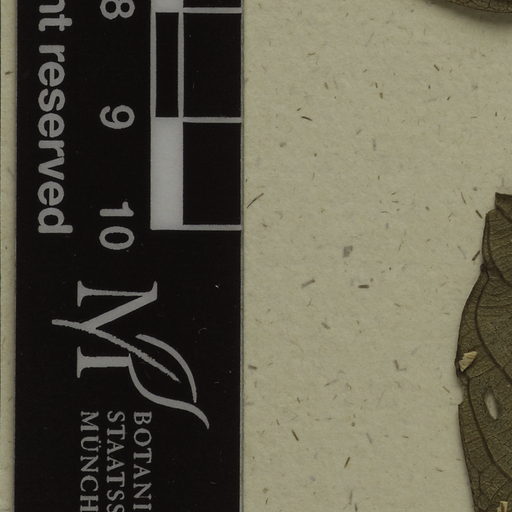 nt reserved
8
9
10
M
BOTANI
STAATSS
MÜNCH